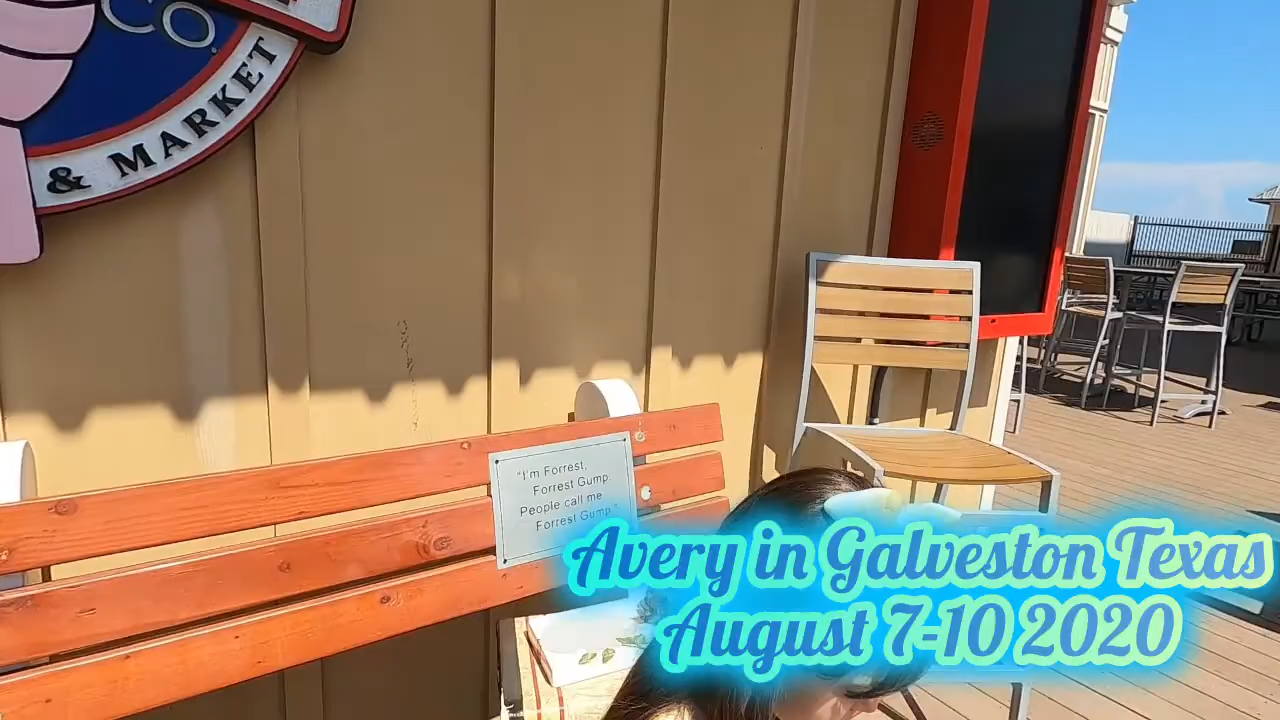 CO.
& MARKET
"I'm Forrest,
Forrest Gump.
People call me
Forrest Gump."
Avery in Galveston Texas
August 7-10 2020